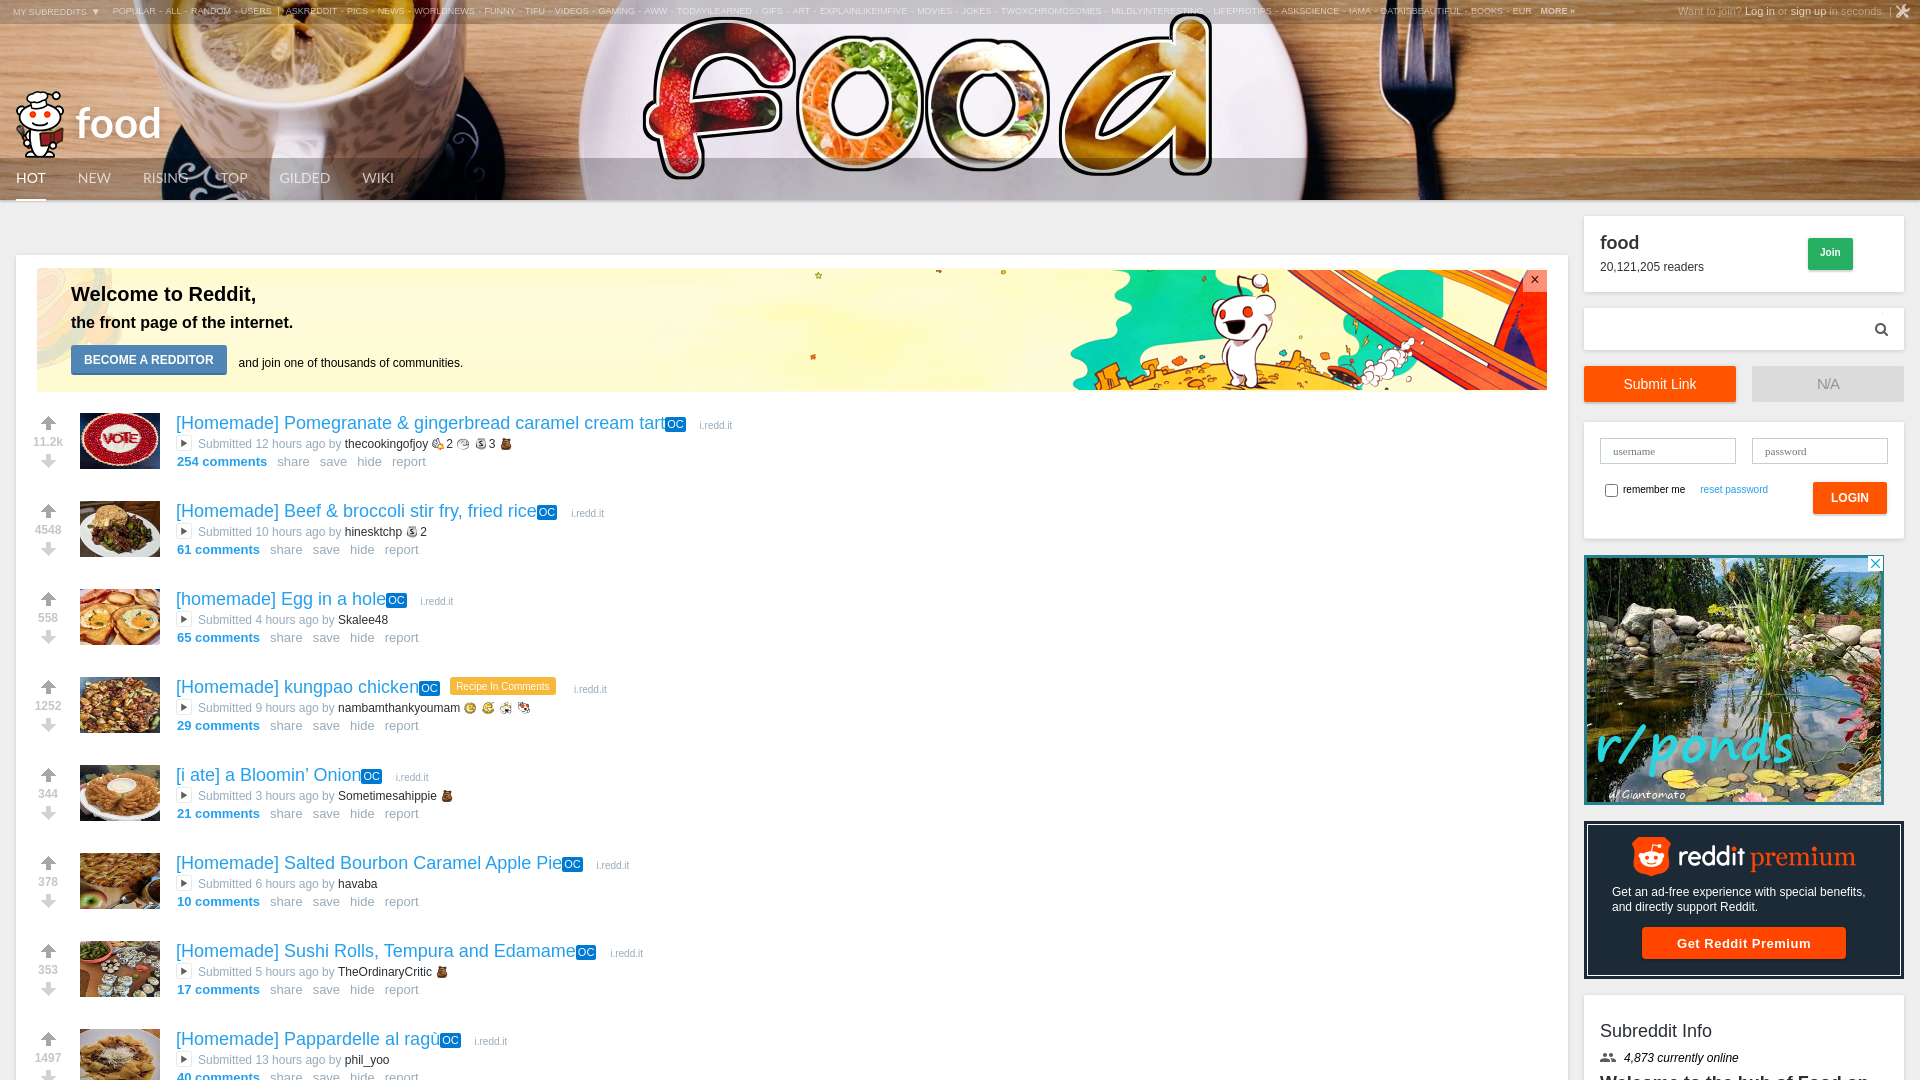 MY SUBREDDITS ▼ POPULAR - ALL - RANDOM - USERS | ASKREDDIT - PICS - NEWS - WORLDNEWS - FUNNY - TIFU - VIDEOS - GAMING - AWW - TODAYILEARNED - GIFS - ART - EXPLAINLIKEIMFIVE - MOVIES - JOKES - TWOXCHROMOSOMES - MILDLYINTERESTING - LIFEPROTIPS - ASKSCIENCE - IAMA - DATAISBEAUTIFUL - BOOKS - EUR MORE »
Want to join? Log in or sign up in seconds. |
food
food
HOT NEW RISING TOP GILDED WIKI
Welcome to Reddit,
the front page of the internet.
BECOME A REDDITOR and join one of thousands of communities.
×
11.2k
VOTE
[Homemade] Pomegranate & gingerbread caramel cream tart OC i.redd.it
Submitted 12 hours ago by thecookingofjoy 2 3
254 comments share save hide report
4548
[Homemade] Beef & broccoli stir fry, fried rice OC i.redd.it
Submitted 10 hours ago by hinesktchp 2
61 comments share save hide report
558
[homemade] Egg in a hole OC i.redd.it
Submitted 4 hours ago by Skalee48
65 comments share save hide report
1252
[Homemade] kungpao chicken OC Recipe In Comments i.redd.it
Submitted 9 hours ago by nambamthankyoumam
29 comments share save hide report
344
[i ate] a Bloomin’ Onion OC i.redd.it
Submitted 3 hours ago by Sometimesahippie
21 comments share save hide report
378
[Homemade] Salted Bourbon Caramel Apple Pie OC i.redd.it
Submitted 6 hours ago by havaba
10 comments share save hide report
353
[Homemade] Sushi Rolls, Tempura and Edamame OC i.redd.it
Submitted 5 hours ago by TheOrdinaryCritic
17 comments share save hide report
1497
[Homemade] Pappardelle al ragù OC i.redd.it
Submitted 13 hours ago by phil_yoo
40 comments share save hide report
food
20,121,205 readers
Join
Submit Link N/A
username password
remember me reset password LOGIN
r/ponds
u/Giantomato
reddit premium
Get an ad-free experience with special benefits,
and directly support Reddit.
Get Reddit Premium
Subreddit Info
4,873 currently online
Welcome to the hub of Food on